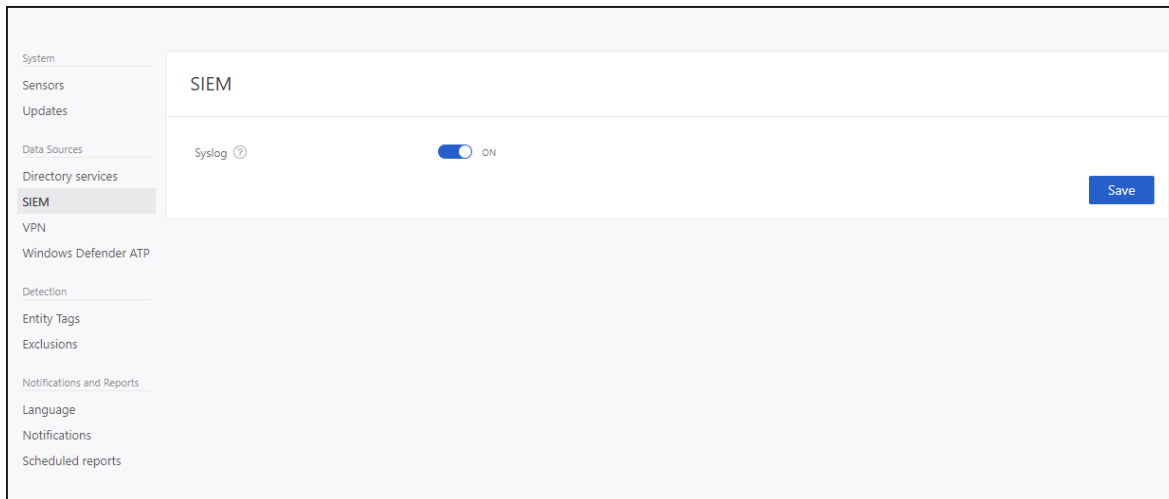 System
Sensors
Updates
Data Sources
Directory services
SIEM
VPN
Windows Defender ATP
Detection
Entity Tags
Exclusions
Notifications and Reports
Language
Notifications
Scheduled reports
SIEM
Syslog ? ON
Save